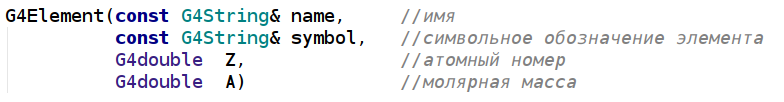 G4Element(const G4String& name, //имя
const G4String& symbol, //символьное обозначение элемента
G4double Z, //атомный номер
G4double A) //молярная масса